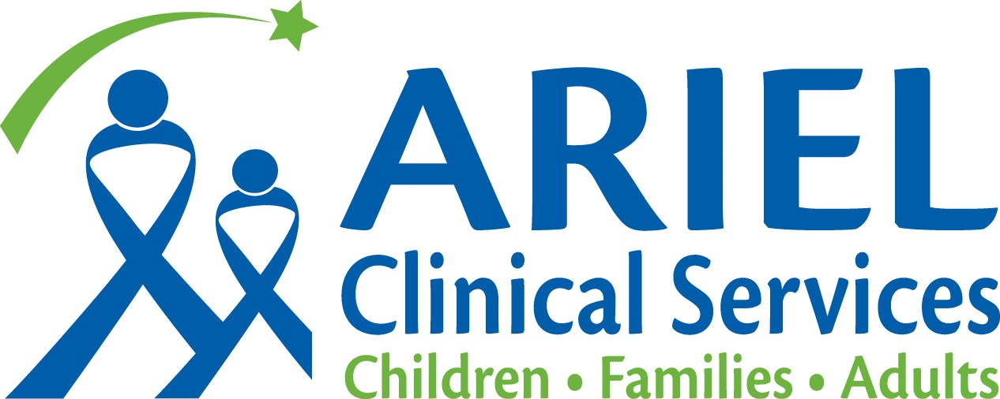 ARIEL
Clinical Services
Children • Families • Adults